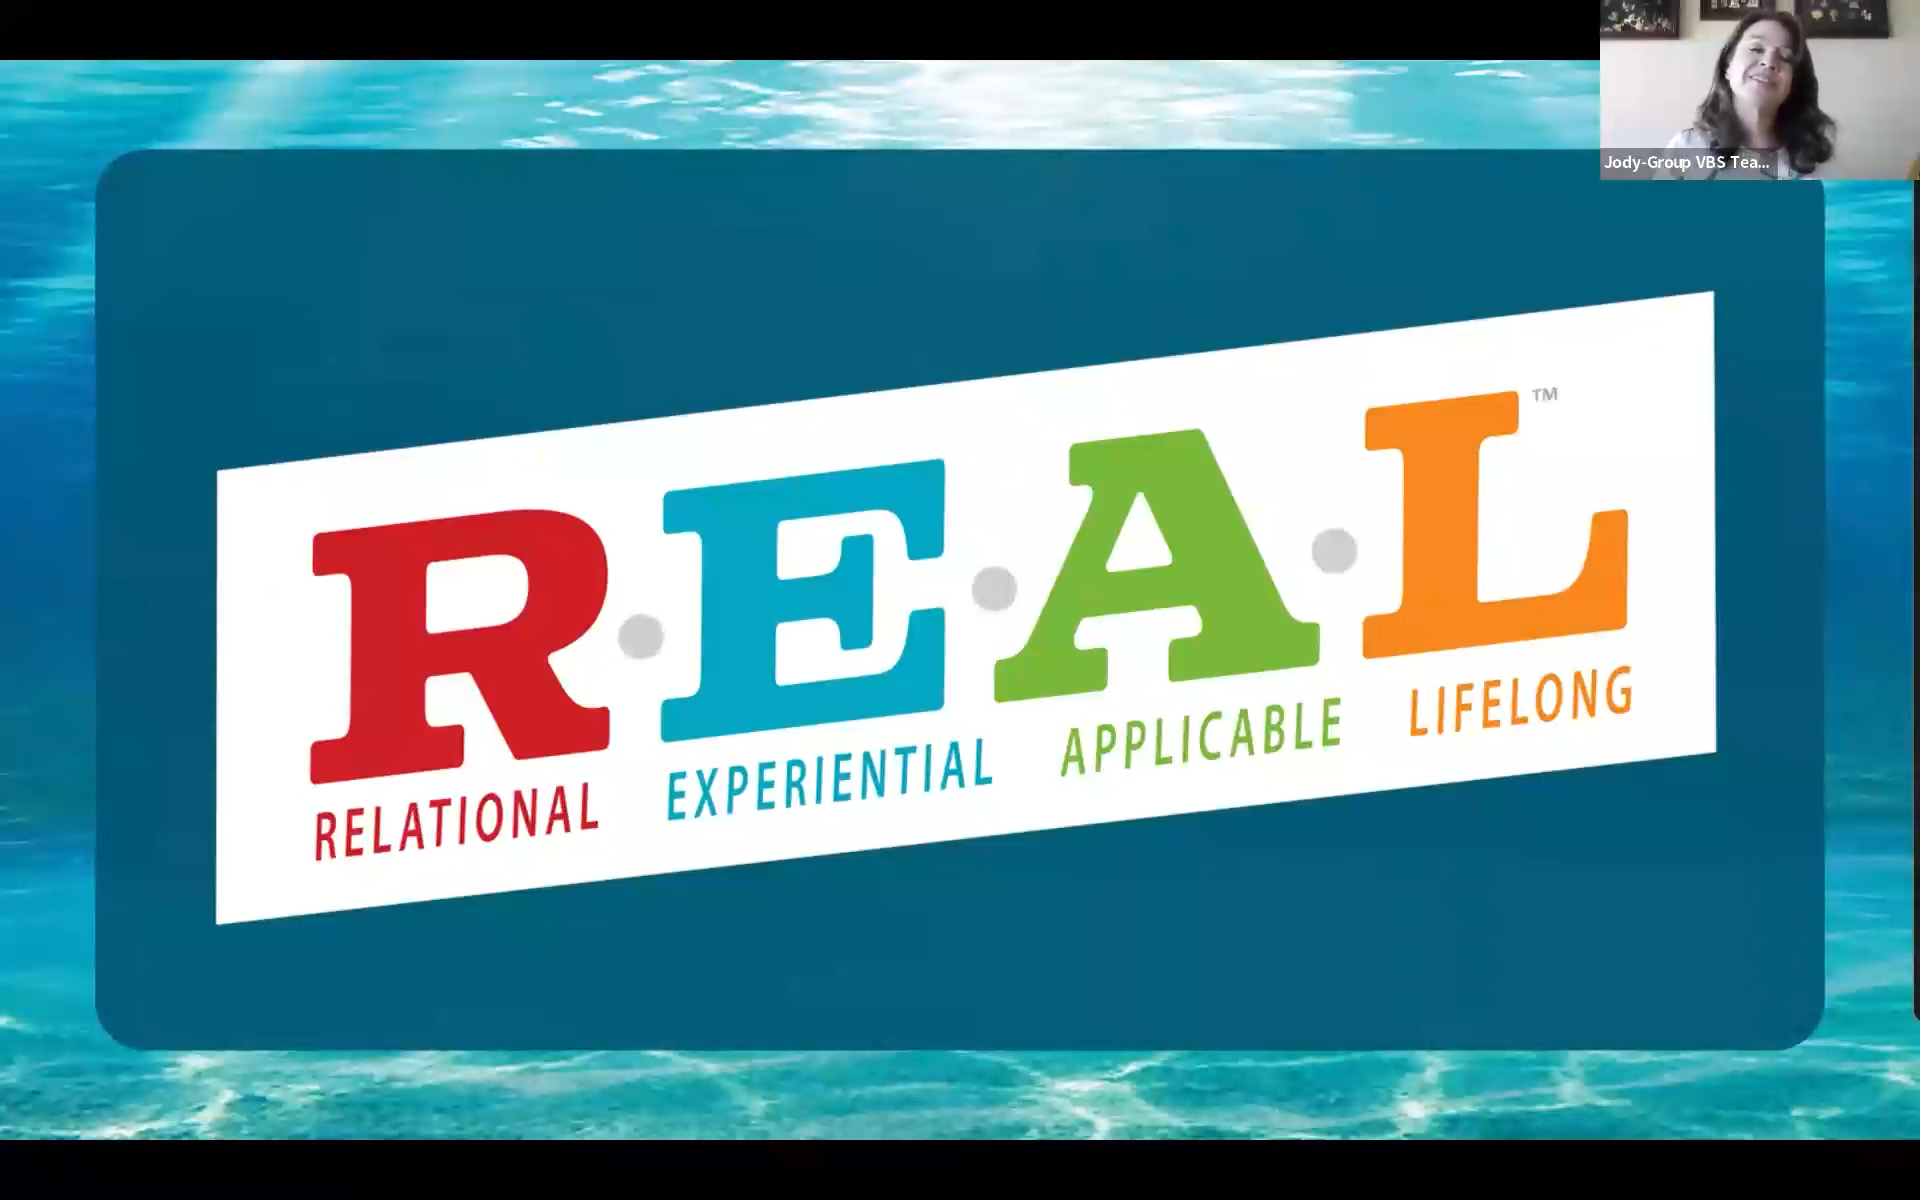 Jody-Group VBS Tea...
R·E·A·L™
RELATIONAL EXPERIENTIAL APPLICABLE LIFELONG